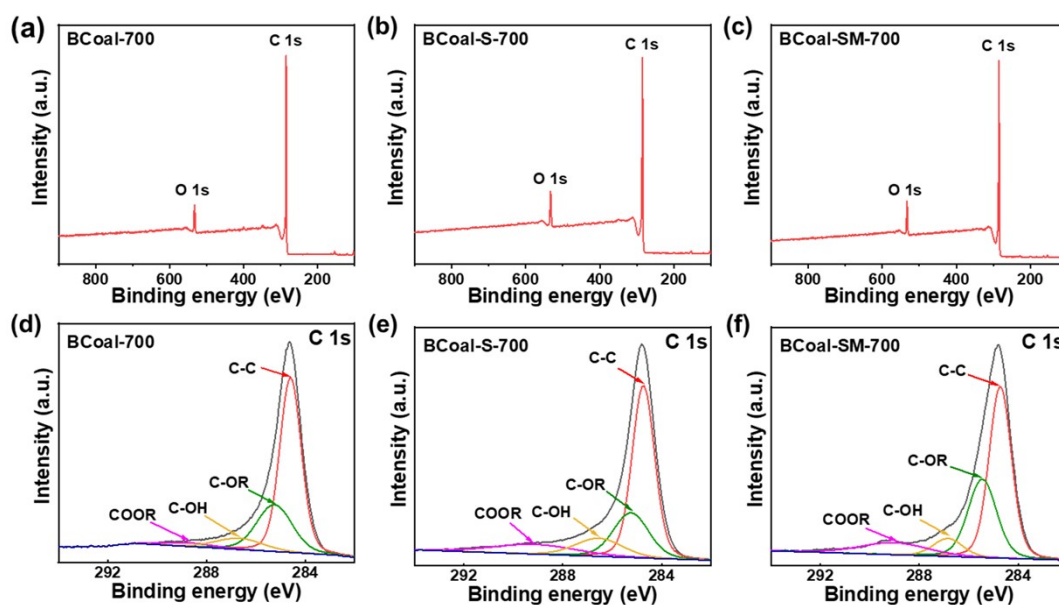 (a)
BCoal-700
C 1s
O 1s
Intensity (a.u.)
800 600 400 200
Binding energy (eV)
(b)
BCoal-S-700
C 1s
O 1s
Intensity (a.u.)
800 600 400 200
Binding energy (eV)
(c)
BCoal-SM-700
C 1s
O 1s
Intensity (a.u.)
800 600 400 200
Binding energy (eV)
(d)
BCoal-700
C 1s
C-C
C-OR
C-OH
COOR
Intensity (a.u.)
292 288 284
Binding energy (eV)
(e)
BCoal-S-700
C 1s
C-C
C-OR
C-OH
COOR
Intensity (a.u.)
292 288 284
Binding energy (eV)
(f)
BCoal-SM-700
C 1s
C-C
C-OR
C-OH
COOR
Intensity (a.u.)
292 288 284
Binding energy (eV)